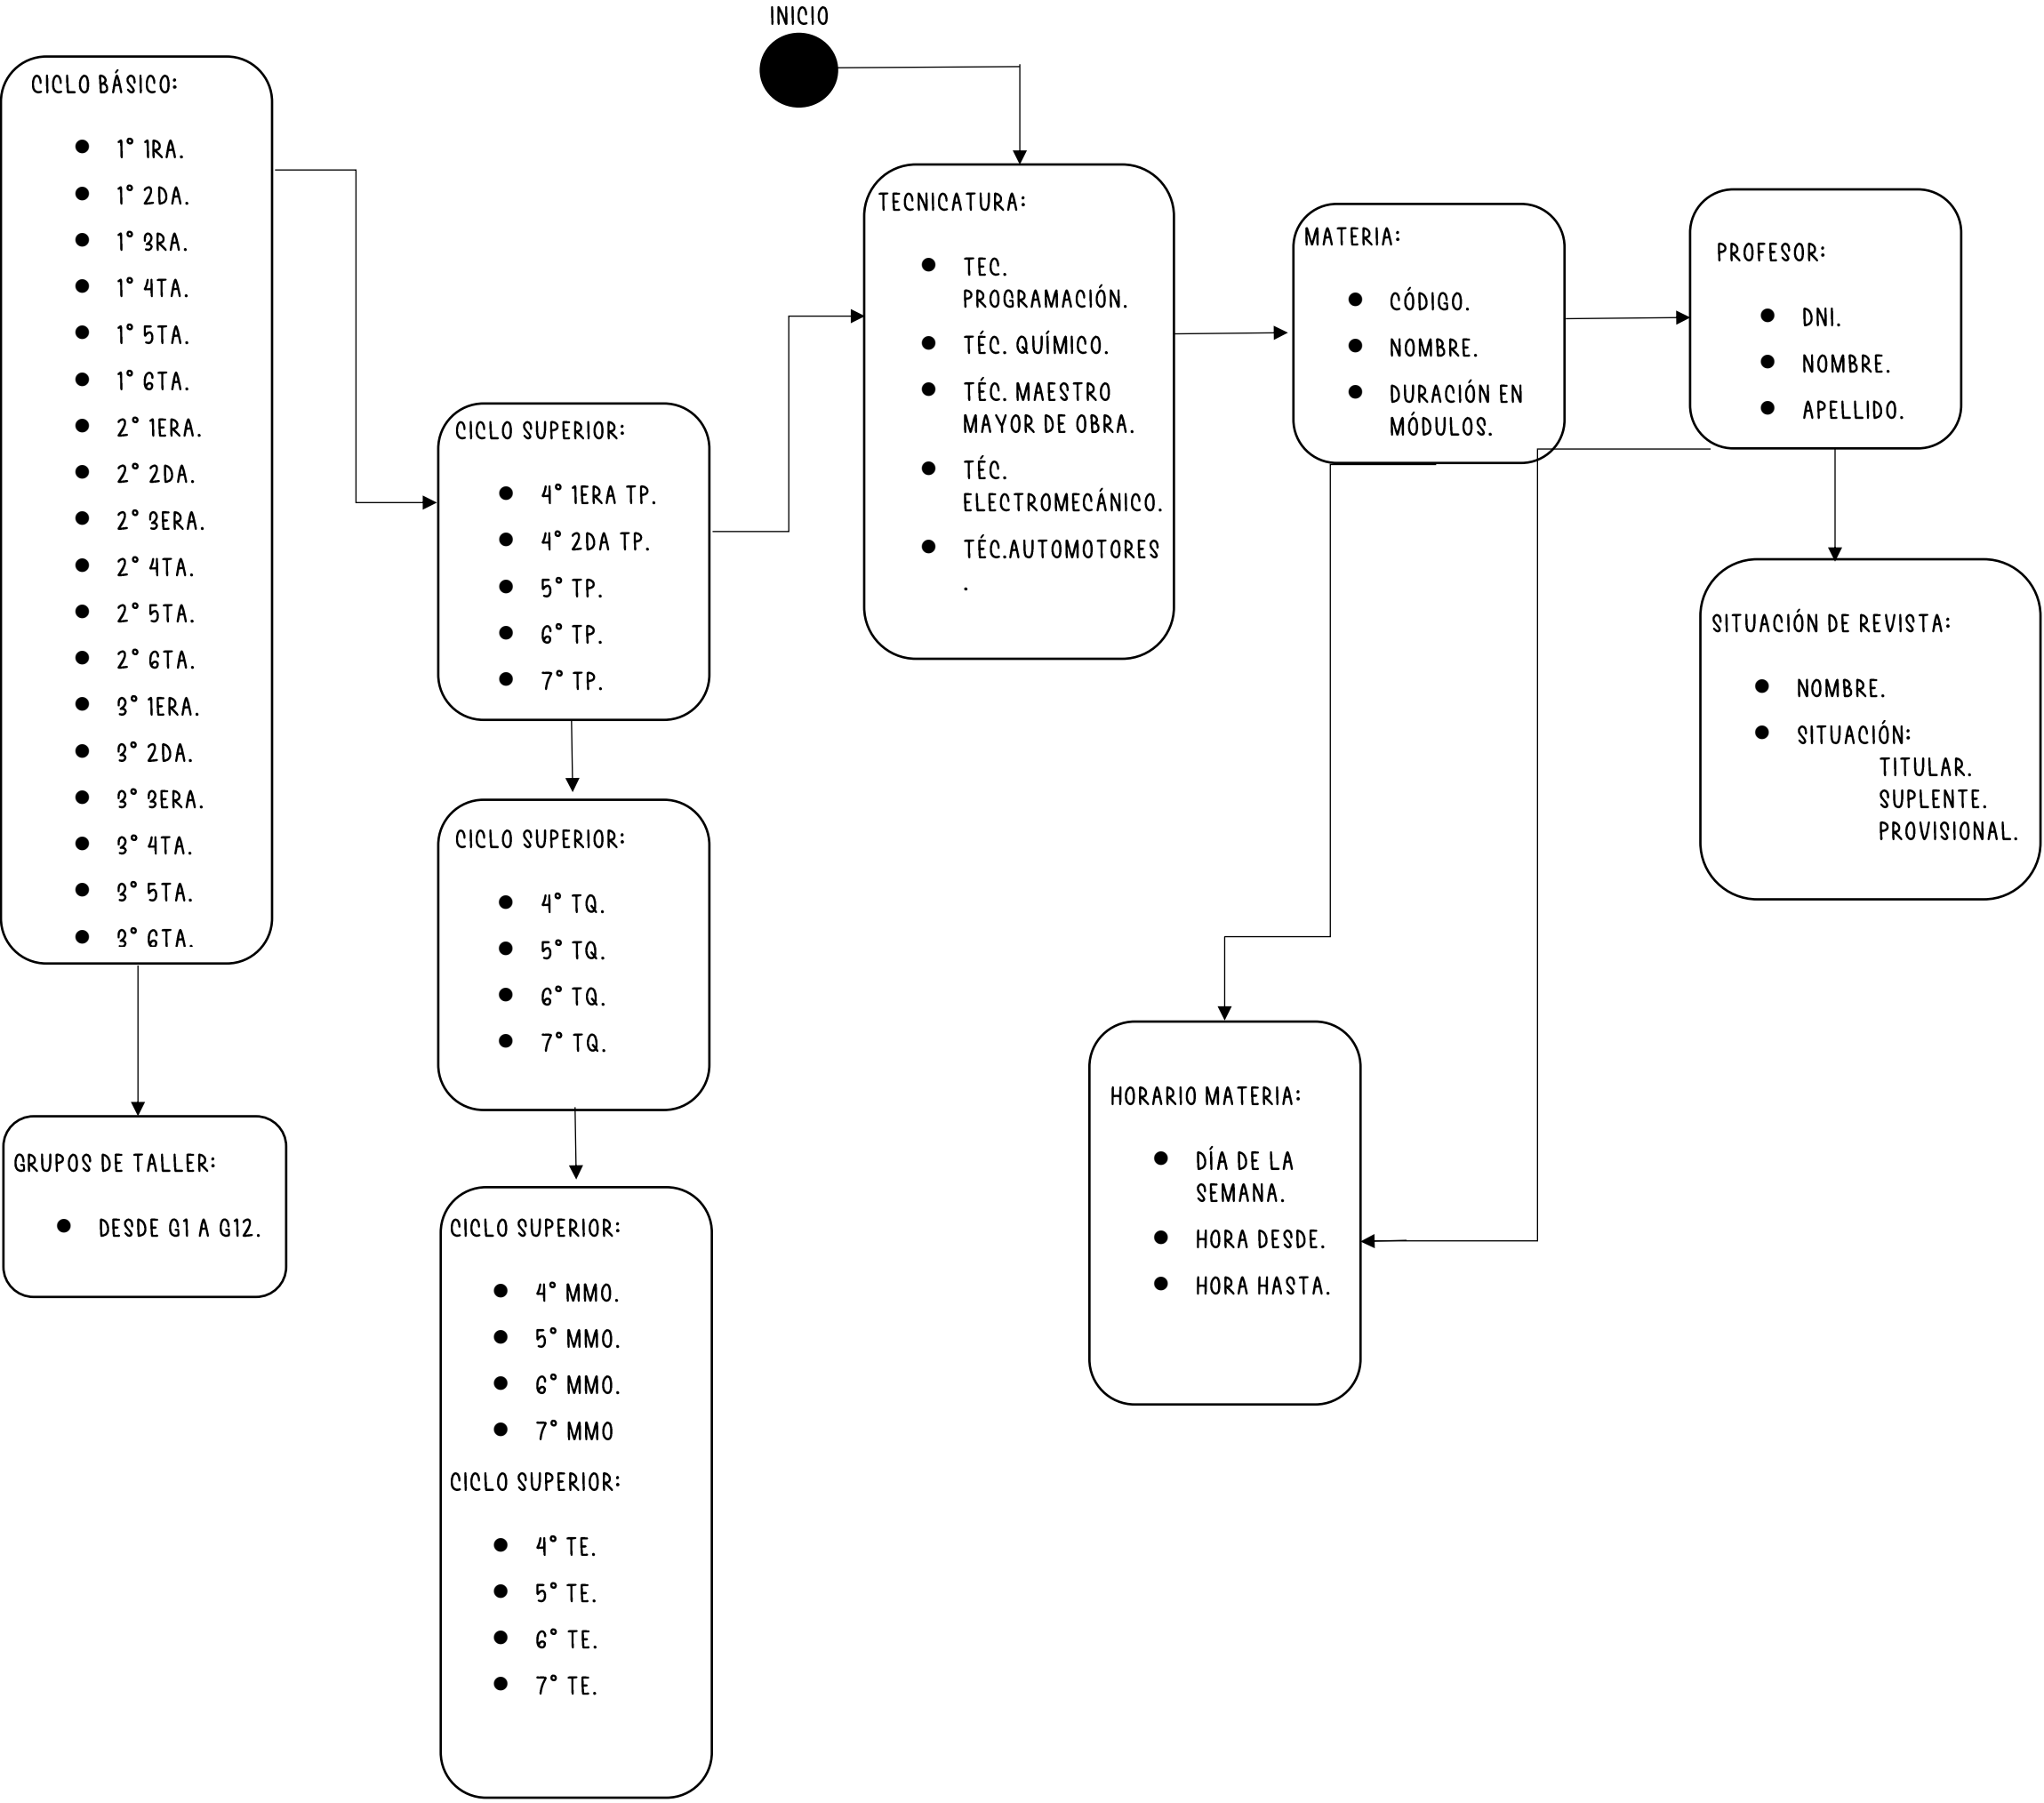 INICIO
CICLO BÁSICO:
1° 1RA.
1° 2DA.
1° 3RA.
1° 4TA.
1° 5TA.
1° 6TA.
2° 1ERA.
2° 2DA.
2° 3ERA.
2° 4TA.
2° 5TA.
2° 6TA.
3° 1ERA.
3° 2DA.
3° 3ERA.
3° 4TA.
3° 5TA.
3° 6TA.
GRUPOS DE TALLER:
DESDE G1 A G12.
CICLO SUPERIOR:
4° 1ERA TP.
4° 2DA TP.
5° TP.
6° TP.
7° TP.
CICLO SUPERIOR:
4° TQ.
5° TQ.
6° TQ.
7° TQ.
CICLO SUPERIOR:
4° MMO.
5° MMO.
6° MMO.
7° MMO
CICLO SUPERIOR:
4° TE.
5° TE.
6° TE.
7° TE.
TECNICATURA:
TEC.
PROGRAMACIÓN.
TÉC. QUÍMICO.
TÉC. MAESTRO
MAYOR DE OBRA.
TÉC.
ELECTROMECÁNICO.
TÉC.AUTOMOTORES
.
MATERIA:
CÓDIGO.
NOMBRE.
DURACIÓN EN
MÓDULOS.
PROFESOR:
DNI.
NOMBRE.
APELLIDO.
SITUACIÓN DE REVISTA:
NOMBRE.
SITUACIÓN:
TITULAR.
SUPLENTE.
PROVISIONAL.
HORARIO MATERIA:
DÍA DE LA
SEMANA.
HORA DESDE.
HORA HASTA.